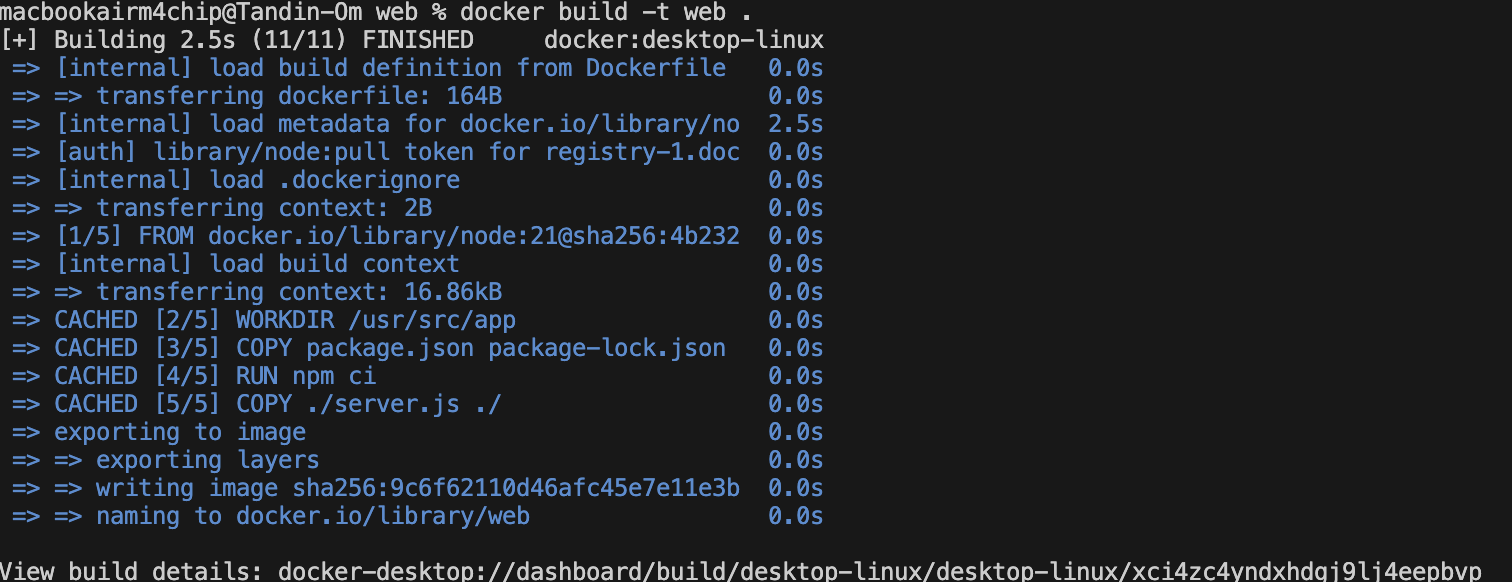 macbookairm4chip@Tandin-Om web % docker build -t web .
[+] Building 2.5s (11/11) FINISHED     docker:desktop-linux
 => [internal] load build definition from Dockerfile   0.0s
 => => transferring dockerfile: 164B                   0.0s
 => [internal] load metadata for docker.io/library/no  2.5s
 => [auth] library/node:pull token for registry-1.doc  0.0s
 => [internal] load .dockerignore                      0.0s
 => => transferring context: 2B                        0.0s
 => [1/5] FROM docker.io/library/node:21@sha256:4b232  0.0s
 => [internal] load build context                      0.0s
 => => transferring context: 16.86kB                   0.0s
 => CACHED [2/5] WORKDIR /usr/src/app                  0.0s
 => CACHED [3/5] COPY package.json package-lock.json   0.0s
 => CACHED [4/5] RUN npm ci                            0.0s
 => CACHED [5/5] COPY ./server.js ./                   0.0s
 => exporting to image                                 0.0s
 => => exporting layers                                0.0s
 => => writing image sha256:9c6f62110d46afc45e7e11e3b  0.0s
 => => naming to docker.io/library/web                 0.0s
View build details: docker-desktop://dashboard/build/desktop-linux/desktop-linux/xci4zc4yndxhdgj9lj4eepbvp